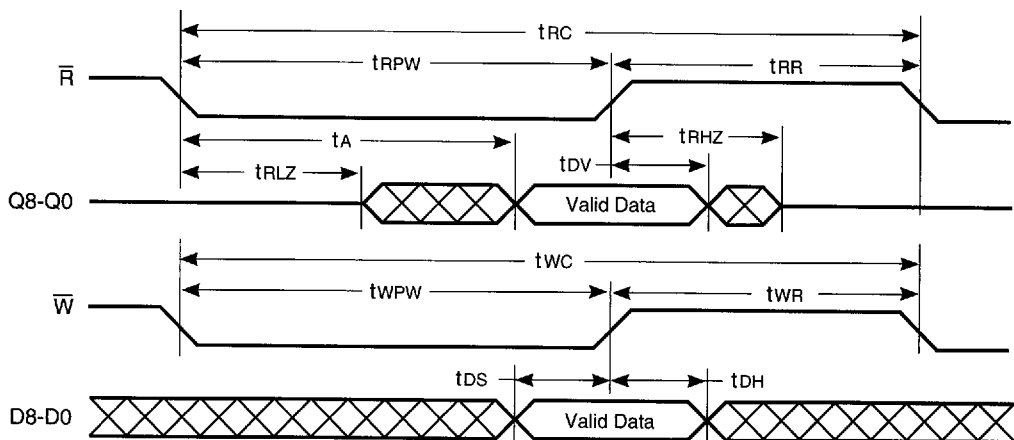 tRC
tRPW
tRR
R̅
tA
tRHZ
tRLZ
tDV
Q8-Q0
Valid Data
tWC
tWPW
tWR
W̅
tDS
tDH
D8-D0
Valid Data